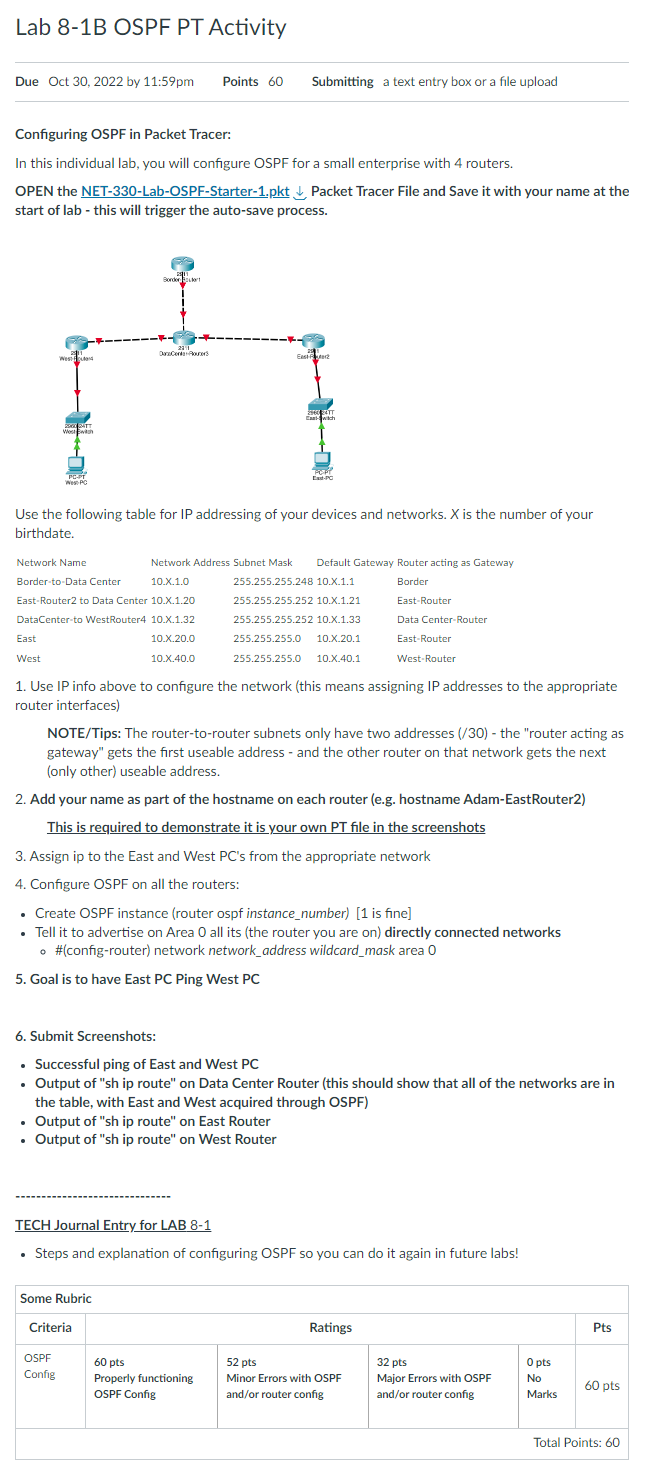 Lab 8-1B OSPF PT Activity
Due Oct 30, 2022 by 11:59pm Points 60 Submitting a text entry box or a file upload
Configuring OSPF in Packet Tracer:
In this individual lab, you will configure OSPF for a small enterprise with 4 routers.
OPEN the NET-330-Lab-OSPF-Starter-1.pkt Packet Tracer File and Save it with your name at the
start of lab - this will trigger the auto-save process.
2911
Border-Router1
2911
West-Router4
2911
DataCenter-Router3
2911
East-Router2
2960-24TT
West-Switch
2960-24TT
East-Switch
PC-PT
West-PC
PC-PT
East-PC
Use the following table for IP addressing of your devices and networks. X is the number of your
birthdate.
Network Name Network Address Subnet Mask Default Gateway Router acting as Gateway
Border-to-Data Center 10.X.1.0 255.255.255.248 10.X.1.1 Border
East-Router2 to Data Center 10.X.1.20 255.255.255.252 10.X.1.21 East-Router
DataCenter-to WestRouter4 10.X.1.32 255.255.255.252 10.X.1.33 Data Center-Router
East 10.X.20.0 255.255.255.0 10.X.20.1 East-Router
West 10.X.40.0 255.255.255.0 10.X.40.1 West-Router
1. Use IP info above to configure the network (this means assigning IP addresses to the appropriate
router interfaces)
NOTE/Tips: The router-to-router subnets only have two addresses (/30) - the "router acting as
gateway" gets the first useable address - and the other router on that network gets the next
(only other) useable address.
2. Add your name as part of the hostname on each router (e.g. hostname Adam-EastRouter2)
This is required to demonstrate it is your own PT file in the screenshots
3. Assign ip to the East and West PC's from the appropriate network
4. Configure OSPF on all the routers:
• Create OSPF instance (router ospf instance_number) [1 is fine]
• Tell it to advertise on Area 0 all its (the router you are on) directly connected networks
○ #(config-router) network network_address wildcard_mask area 0
5. Goal is to have East PC Ping West PC
6. Submit Screenshots:
• Successful ping of East and West PC
• Output of "sh ip route" on Data Center Router (this should show that all of the networks are in
the table, with East and West acquired through OSPF)
• Output of "sh ip route" on East Router
• Output of "sh ip route" on West Router
------------------------------
TECH Journal Entry for LAB 8-1
• Steps and explanation of configuring OSPF so you can do it again in future labs!
Some Rubric
Criteria Ratings Pts
OSPF
Config
60 pts
Properly functioning
OSPF Config
52 pts
Minor Errors with OSPF
and/or router config
32 pts
Major Errors with OSPF
and/or router config
0 pts
No
Marks
60 pts
Total Points: 60